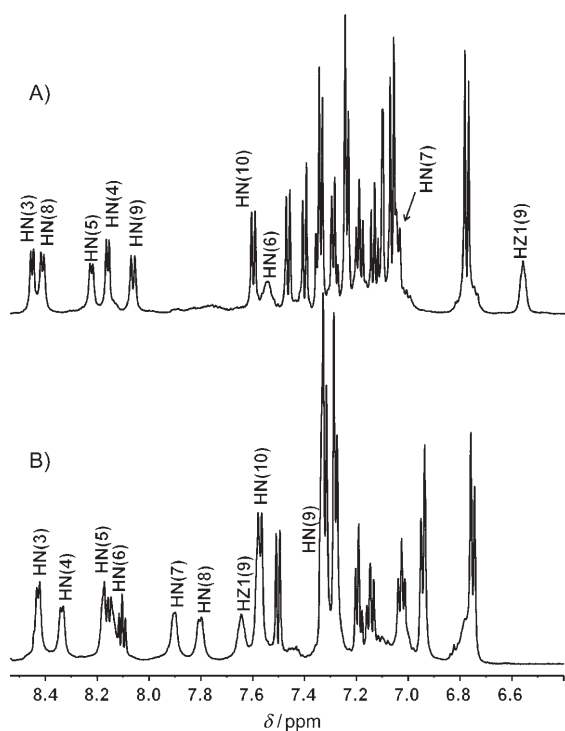 A)
HN(3)
HN(8)
HN(5)
HN(4)
HN(9)
HN(10)
HN(6)
HN(7)
HZ1(9)
B)
HN(3)
HN(4)
HN(5)
HN(6)
HN(7)
HN(8)
HZ1(9)
HN(10)
HN(9)
8.4 8.2 8.0 7.8 7.6 7.4 7.2 7.0 6.8 6.6
δ/ppm